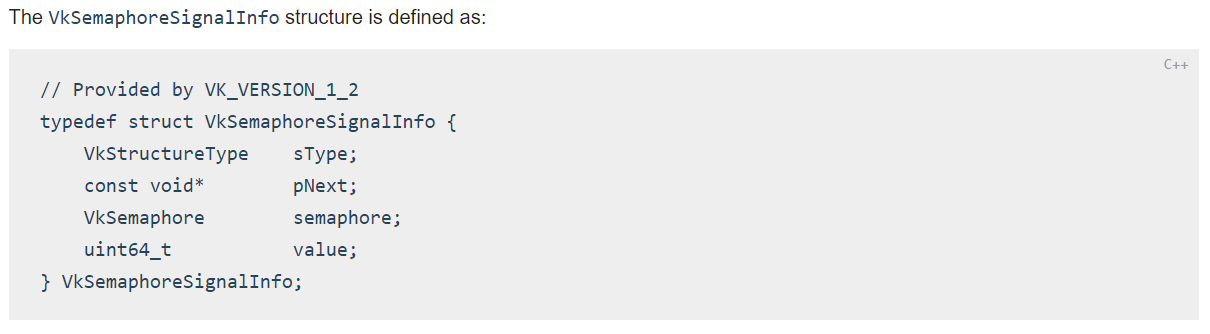 The VkSemaphoreSignalInfo structure is defined as:
C++
// Provided by VK_VERSION_1_2
typedef struct VkSemaphoreSignalInfo {
    VkStructureType    sType;
    const void*        pNext;
    VkSemaphore        semaphore;
    uint64_t           value;
} VkSemaphoreSignalInfo;